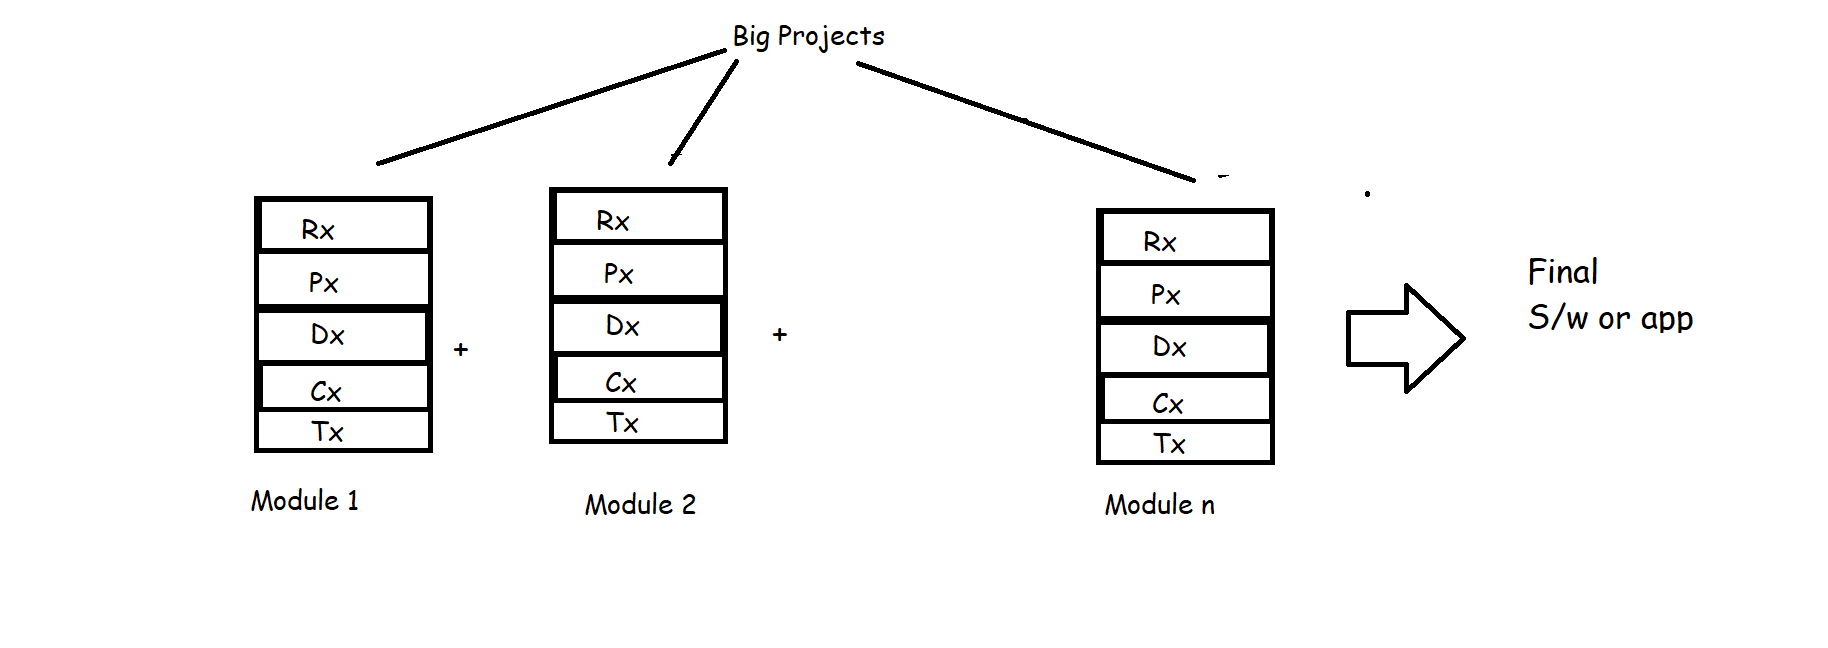 Big Projects
Rx
Px
Dx
Cx
Tx
+
Module 1
Rx
Px
Dx
Cx
Tx
+
Module 2
Rx
Px
Dx
Cx
Tx
Module n
Final
S/w or app